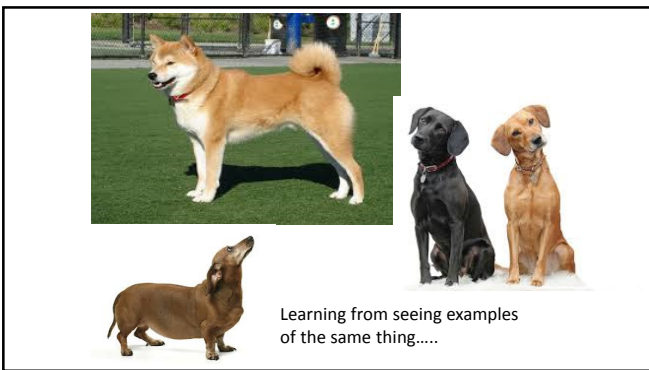 Learning from seeing examples
of the same thing.....